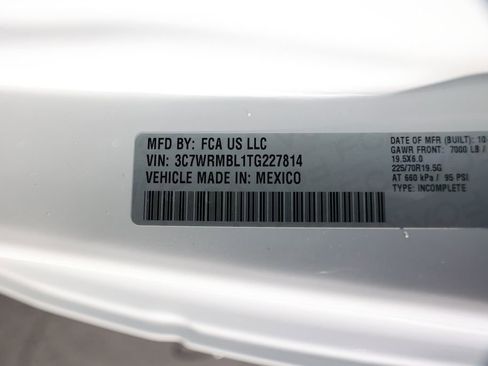 MFD BY: FCA US LLC
VIN: 3C7WRMBL1TG227814
VEHICLE MADE IN: MEXICO
DATE OF MFR (BUILT): 10
GAWR FRONT: 7000 LB /
19.5X6.0
225/70R19.5G
AT 660 kPa / 95 PSI
TYPE: INCOMPLETE